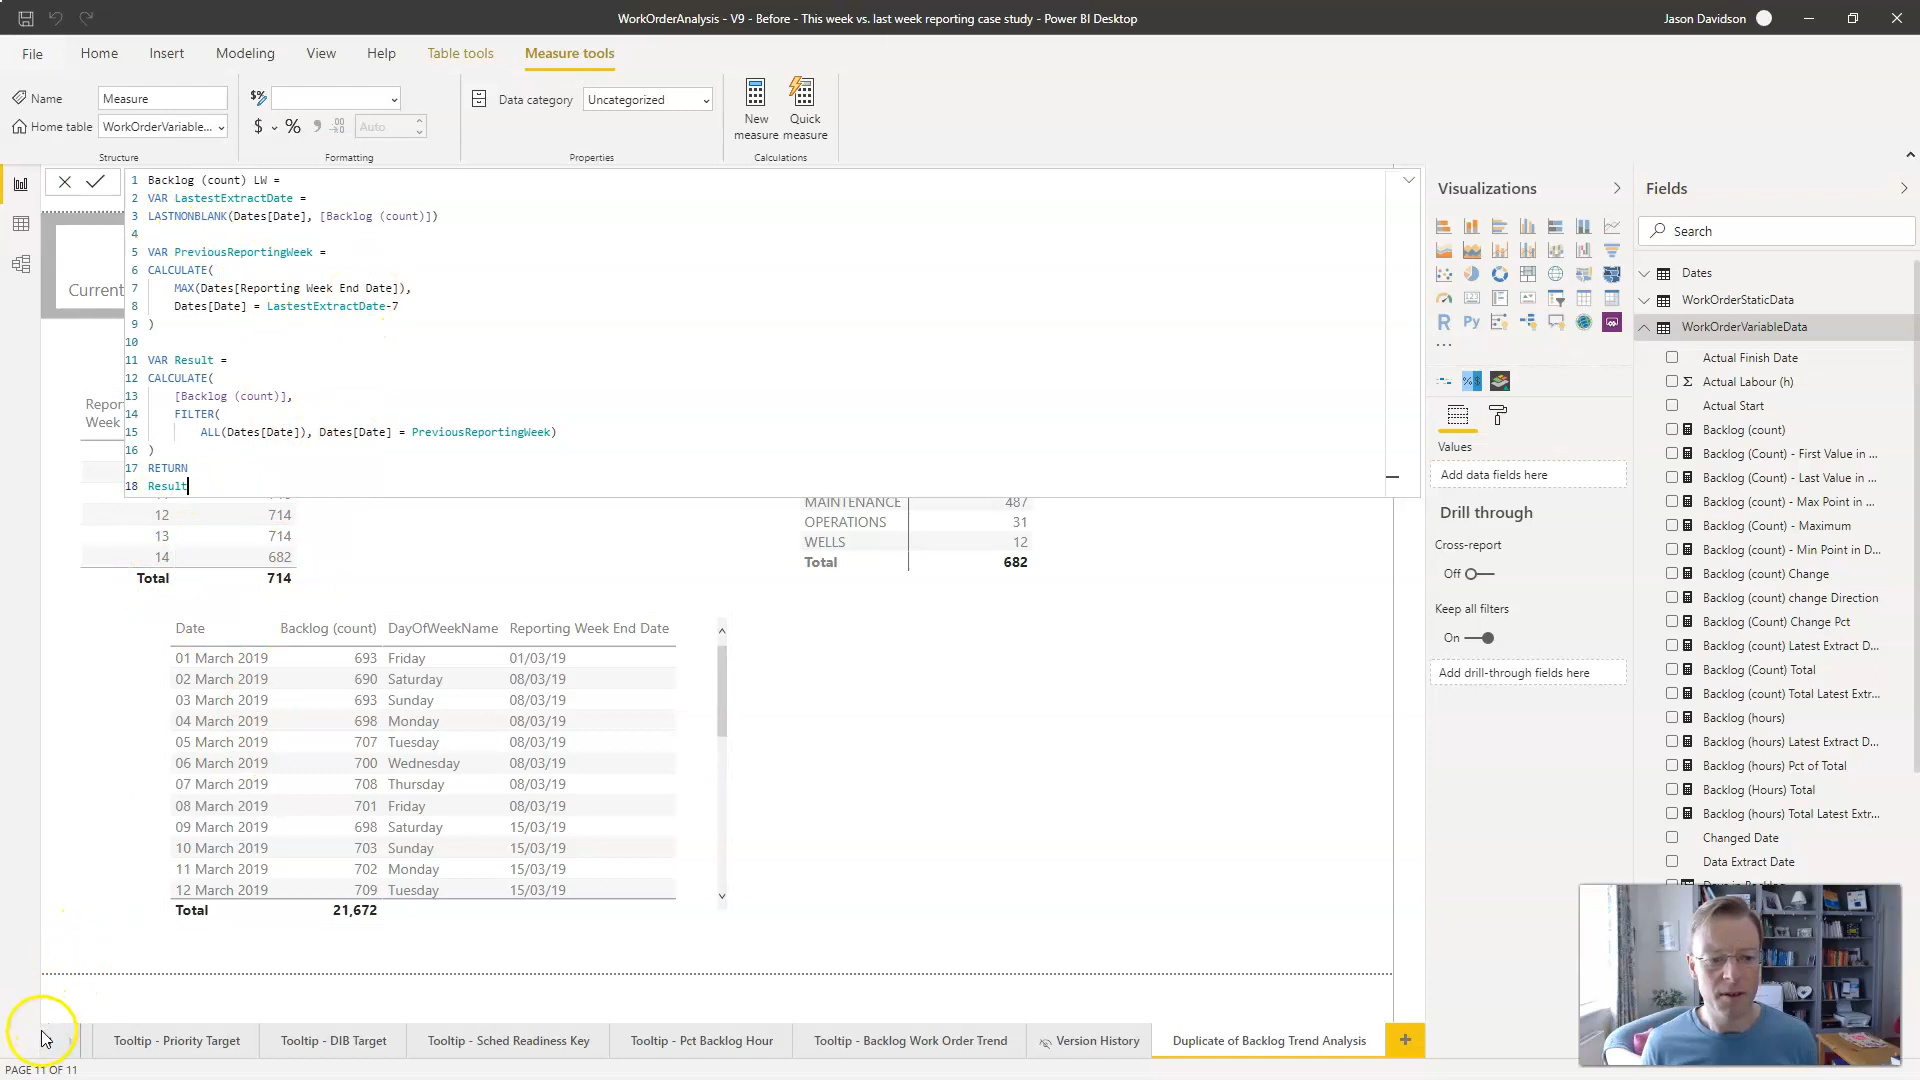 WorkOrderAnalysis - V9 - Before - This week vs. last week reporting case study - Power BI Desktop
Jason Davidson
File
Home
Insert
Modeling
View
Help
Table tools
Measure tools
Name
Measure
Home table
WorkOrderVariable...
Structure
$%
$
%
Auto
Formatting
Data category
Uncategorized
Properties
New measure
Quick measure
Calculations
1 Backlog (count) LW =
2 VAR LastestExtractDate =
3 LASTNONBLANK(Dates[Date], [Backlog (count)])
4
5 VAR PreviousReportingWeek =
6 CALCULATE(
7 MAX(Dates[Reporting Week End Date]),
8 Dates[Date] = LastestExtractDate-7
9 )
10
11 VAR Result =
12 CALCULATE(
13 [Backlog (count)],
14 FILTER(
15 ALL(Dates[Date]), Dates[Date] = PreviousReportingWeek)
16 )
17 RETURN
18 Result
Current
Repor
Week
12 714
13 714
14 682
Total 714
MAINTENANCE 487
OPERATIONS 31
WELLS 12
Total 682
Date Backlog (count) DayOfWeekName Reporting Week End Date
01 March 2019 693 Friday 01/03/19
02 March 2019 690 Saturday 08/03/19
03 March 2019 693 Sunday 08/03/19
04 March 2019 698 Monday 08/03/19
05 March 2019 707 Tuesday 08/03/19
06 March 2019 700 Wednesday 08/03/19
07 March 2019 708 Thursday 08/03/19
08 March 2019 701 Friday 08/03/19
09 March 2019 698 Saturday 15/03/19
10 March 2019 703 Sunday 15/03/19
11 March 2019 702 Monday 15/03/19
12 March 2019 709 Tuesday 15/03/19
Total 21,672
Visualizations
R
Py
...
Values
Add data fields here
Drill through
Cross-report
Off
Keep all filters
On
Add drill-through fields here
Fields
Search
Dates
WorkOrderStaticData
WorkOrderVariableData
Actual Finish Date
Σ Actual Labour (h)
Actual Start
Backlog (count)
Backlog (Count) - First Value in ...
Backlog (Count) - Last Value in ...
Backlog (count) - Max Point in ...
Backlog (Count) - Maximum
Backlog (count) - Min Point in D...
Backlog (count) Change
Backlog (count) change Direction
Backlog (Count) Change Pct
Backlog (count) Latest Extract D...
Backlog (Count) Total
Backlog (count) Total Latest Extr...
Backlog (hours)
Backlog (hours) Latest Extract D...
Backlog (hours) Pct of Total
Backlog (Hours) Total
Backlog (hours) Total Latest Extr...
Changed Date
Data Extract Date
Tooltip - Priority Target
Tooltip - DIB Target
Tooltip - Sched Readiness Key
Tooltip - Pct Backlog Hour
Tooltip - Backlog Work Order Trend
Version History
Duplicate of Backlog Trend Analysis
+
PAGE 11 OF 11